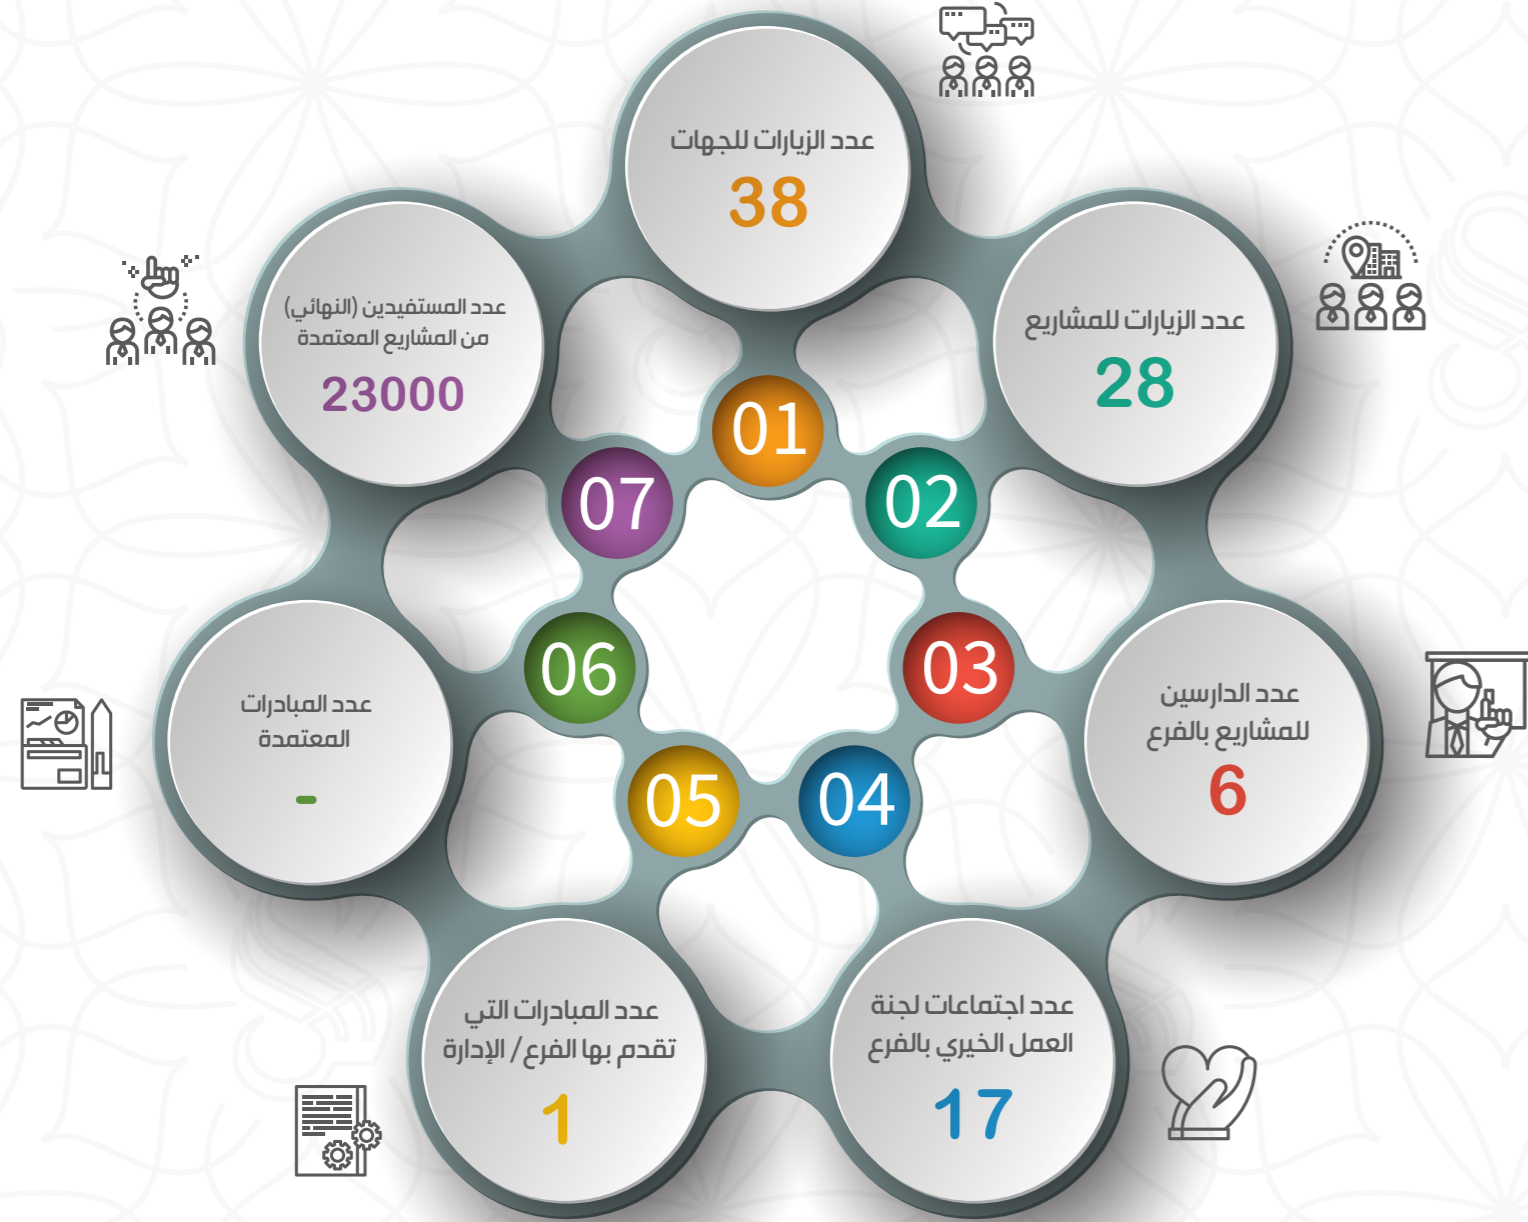 عدد الزيارات للجهات
38
01
عدد الزيارات للمشاريع
28
02
عدد الدارسين
للمشاريع بالفرع
6
03
عدد اجتماعات لجنة
العمل الخيري بالفرع
17
04
عدد المبادرات التي
تقدم بها الفرع/ الإدارة
1
05
عدد المبادرات
المعتمدة
-
06
عدد المستفيدين (النهائي)
من المشاريع المعتمدة
23000
07